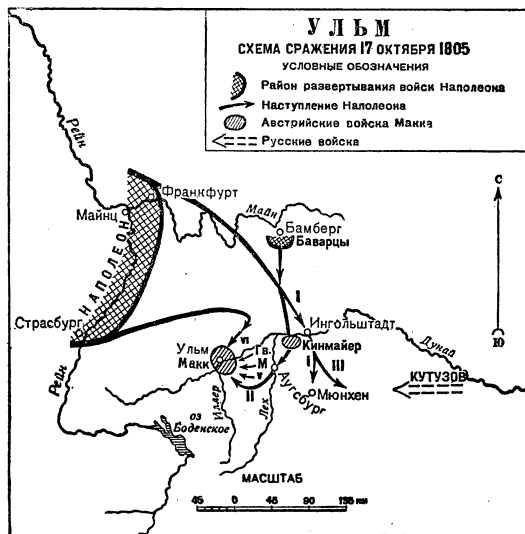 УЛЬМ
СХЕМА СРАЖЕНИЯ 17 ОКТЯБРЯ 1805
УСЛОВНЫЕ ОБОЗНАЧЕНИЯ
Район развертывания войск Наполеона
Наступление Наполеона
Австрийские войска Макка
Русские войска
Рейн
С
Франкфурт
Майнц
Майн
Бамберг
Баварцы
НАПОЛЕОН
I
Страсбург
Ингольштадт
Ю
VI
Гв.
Кинмайер
Дунай
Ульм
Макк
М
I
III
КУТУЗОВ
V
II
Аугсбург
Мюнхен
Рейн
Иллер
Лех
оз
Боденское
МАСШТАБ
45 0 45 90 135 км